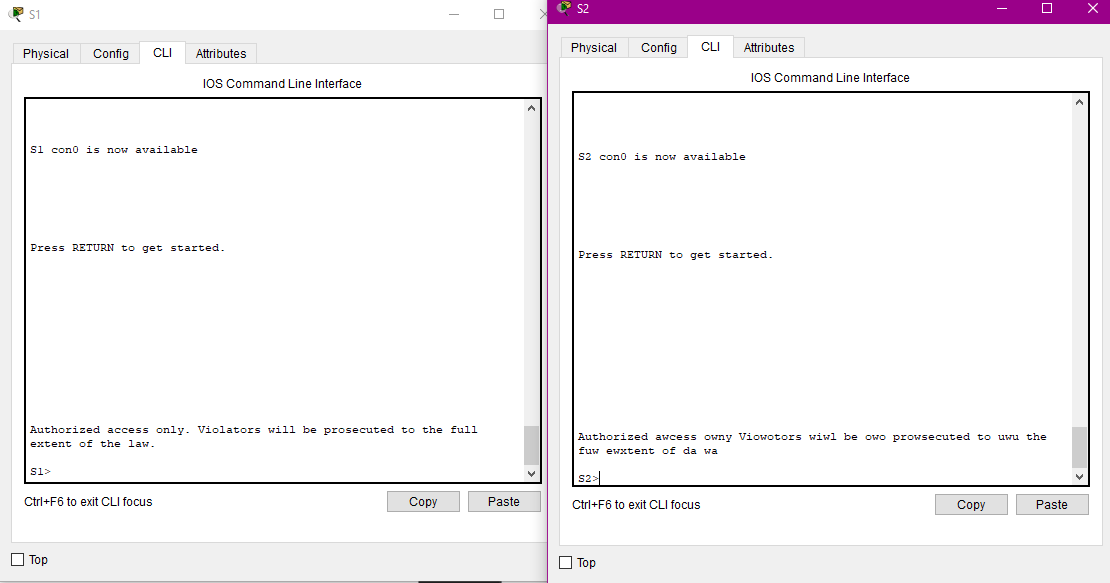 S1
Physical
Config
CLI
Attributes
IOS Command Line Interface
S1 con0 is now available
Press RETURN to get started.
Authorized access only. Violators will be prosecuted to the full
extent of the law.
S1>
Ctrl+F6 to exit CLI focus
Copy
Paste
Top
S2
Physical
Config
CLI
Attributes
IOS Command Line Interface
S2 con0 is now available
Press RETURN to get started.
Authorized awcess owny Viowotors wiwl be owo prowsecuted to uwu the
fuw ewxtent of da wa
S2>
Ctrl+F6 to exit CLI focus
Copy
Paste
Top